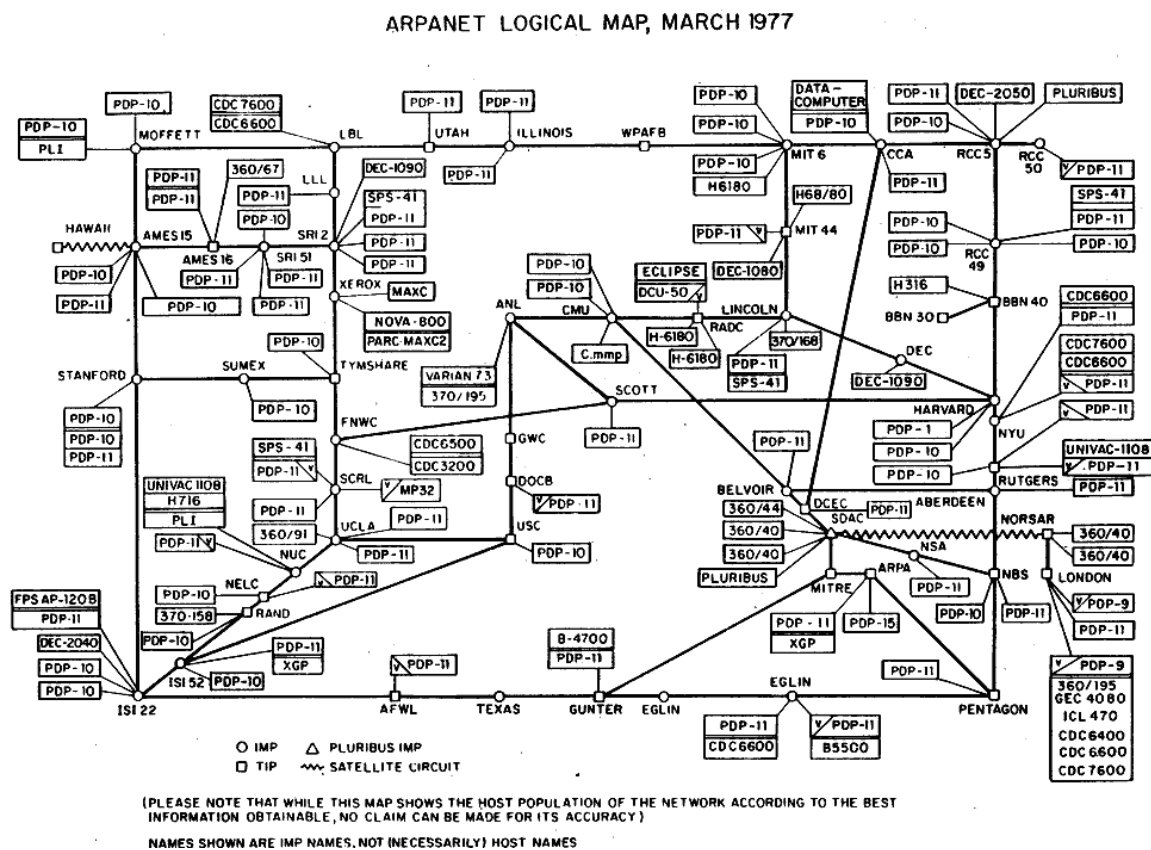 ARPANET LOGICAL MAP, MARCH 1977
PDP-10
CDC7600
CDC6600
PDP-11
PDP-11
PDP-10
PDP-10
DATA-
COMPUTER
PDP-10
PDP-11
PDP-10
DEC-2050
PLURIBUS
PDP-10
PLI
MOFFETT
LBL
UTAH
ILLINOIS
WPAFB
MIT 6
CCA
RCC5
RCC
50
PDP-11
PDP-10
H6180
PDP-11
PDP-11
LLL
PDP-11
DEC-1090
SPS-41
PDP-11
PDP-11
PDP-11
360/67
PDP-11
PDP-11
PDP-10
H68/80
PDP-11
MIT 44
DEC-1080
SPS-41
PDP-11
PDP-10
PDP-10
PDP-10
RCC
49
HAWAII
AMES15
AMES 16
SRI 51
SRI 2
PDP-10
PDP-11
PDP-10
PDP-11
PDP-11
PDP-11
XEROX
MAXC
NOVA-800
PARC-MAXC2
PDP-10
PDP-10
ECLIPSE
DCU-50
H316
BBN 40
BBN 30
CDC6600
PDP-11
CDC7600
CDC6600
PDP-11
PDP-11
ANL
CMU
RADC
LINCOLN
C.mmp
H-6180
H-6180
370/168
PDP-11
SPS-41
DEC
DEC-1090
PDP-10
STANFORD
SUMEX
TYMSHARE
PDP-10
PDP-10
PDP-10
PDP-11
VARIAN 73
370/195
SCOTT
PDP-11
HARVARD
NYU
PDP-1
PDP-10
PDP-10
FNWC
CDC6500
CDC3200
GWC
SPS-41
PDP-11
SCRL
MP32
PDP-11
DOCB
PDP-11
PDP-11
BELVOIR
DCEC
PDP-11
ABERDEEN
RUTGERS
UNIVAC-1108
PDP-11
PDP-11
UNIVAC 1108
H716
PLI
PDP-11
360/91
UCLA
PDP-11
PDP-11
USC
PDP-10
360/44
360/40
360/40
PLURIBUS
SDAC
NORSAR
360/40
360/40
NUC
NELC
PDP-10
PDP-11
370-158
RAND
PDP-10
NSA
PDP-11
MITRE
ARPA
PDP-11
XGP
PDP-15
NBS
PDP-10
PDP-11
LONDON
PDP-9
PDP-11
FPS AP-120B
PDP-11
DEC-2040
PDP-10
PDP-10
ISI 22
ISI 52
PDP-11
XGP
PDP-10
PDP-11
AFWL
TEXAS
B-4700
PDP-11
GUNTER
EGLIN
EGLIN
PDP-11
CDC6600
PDP-11
B5500
PDP-11
PENTAGON
PDP-9
360/195
GEC 4080
ICL 470
CDC6400
CDC6600
CDC7600
IMP
PLURIBUS IMP
TIP
SATELLITE CIRCUIT
(PLEASE NOTE THAT WHILE THIS MAP SHOWS THE HOST POPULATION OF THE NETWORK ACCORDING TO THE BEST
INFORMATION OBTAINABLE, NO CLAIM CAN BE MADE FOR ITS ACCURACY)
NAMES SHOWN ARE IMP NAMES, NOT (NECESSARILY) HOST NAMES